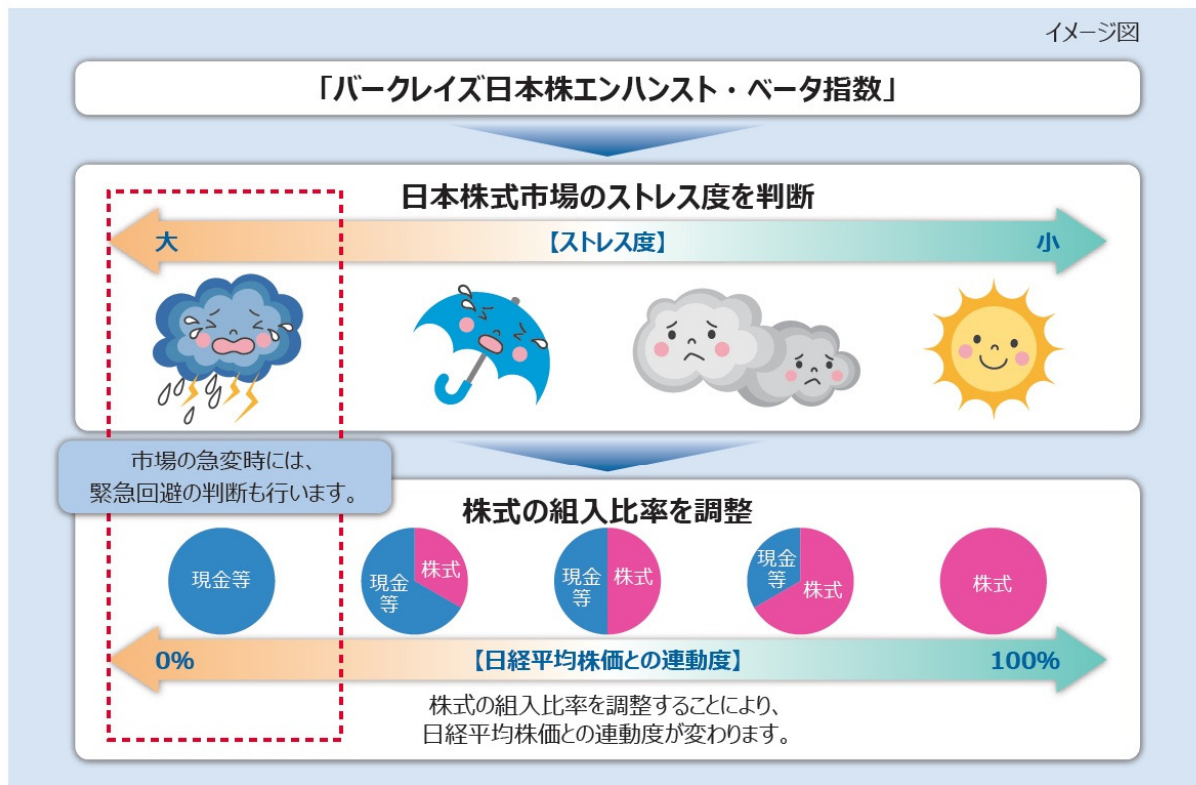 イメージ図
「バークレイズ日本株エンハンスト・ベータ指数」
日本株式市場のストレス度を判断
大
【ストレス度】
小
市場の急変時には、
緊急回避の判断も行います。
株式の組入比率を調整
現金等
株式
現金
等
現金
等
株式
現金
等
株式
株式
0%
【日経平均株価との連動度】
100%
株式の組入比率を調整することにより、
日経平均株価との連動度が変わります。